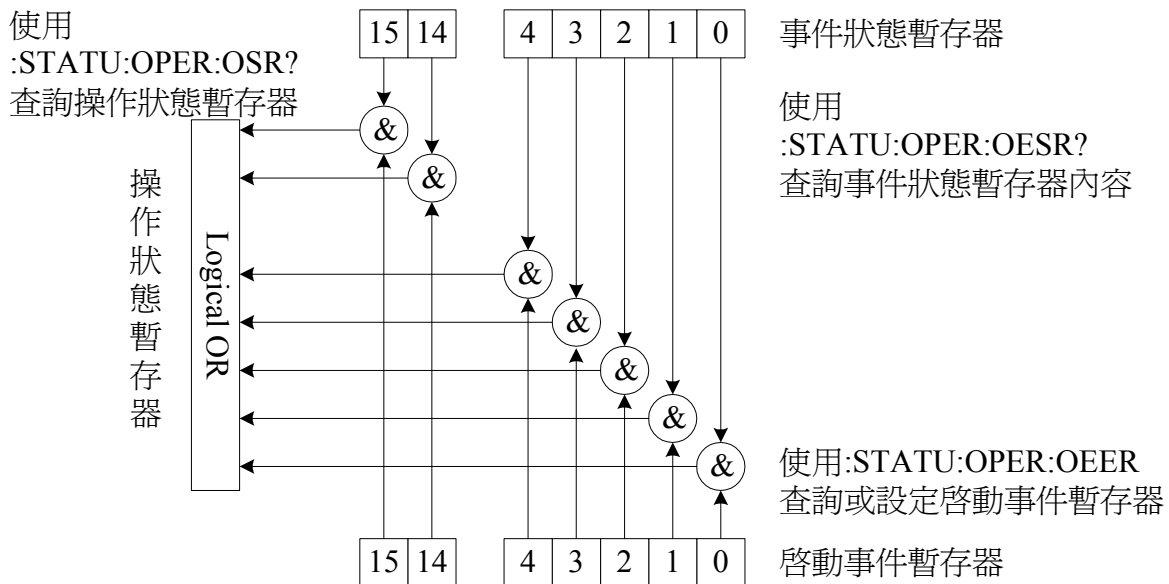 使用
:STATU:OPER:OSR?
查詢操作狀態暫存器
15 14 4 3 2 1 0
事件狀態暫存器
使用
:STATU:OPER:OESR?
查詢事件狀態暫存器內容
&
&
&
&
&
&
&
操作狀態暫存器
Logical OR
使用:STATU:OPER:OEER
查詢或設定啓動事件暫存器
15 14 4 3 2 1 0
啓動事件暫存器